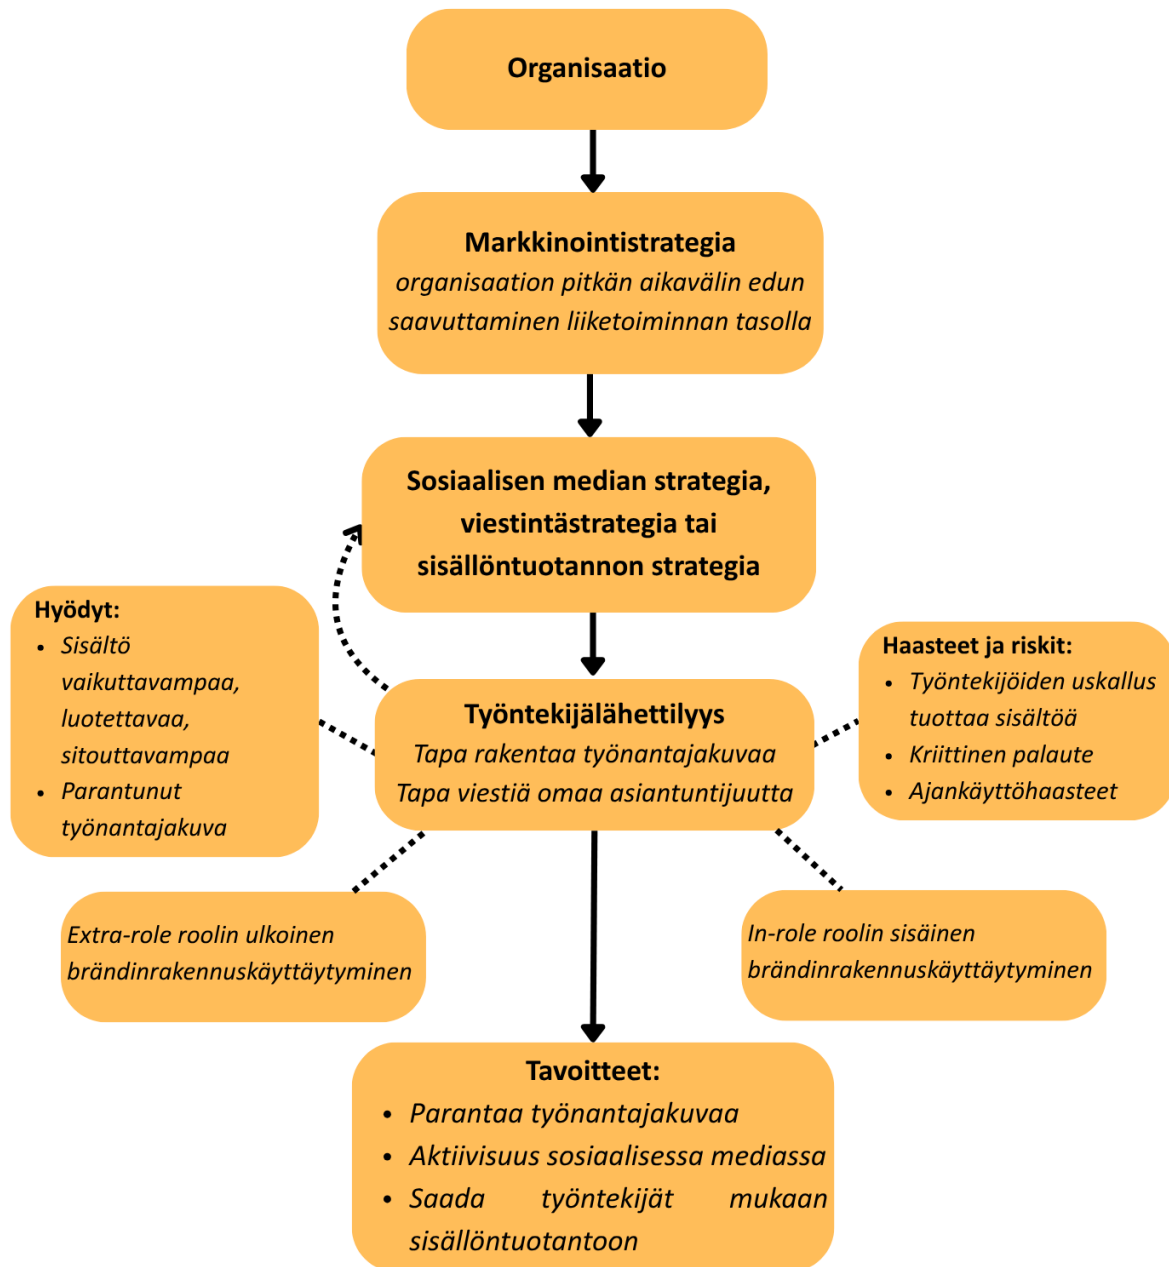 Organisaatio
Markkinointistrategia
organisaation pitkän aikavälin edun
saavuttaminen liiketoiminnan tasolla
Sosiaalisen median strategia,
viestintästrategia tai
sisällöntuotannon strategia
Hyödyt:
• Sisältö
vaikuttavampaa,
luotettavaa,
sitouttavampaa
• Parantunut
työnantajakuva
Työntekijälähettilyys
Tapa rakentaa työnantajakuvaa
Tapa viestiä omaa asiantuntijuutta
Haasteet ja riskit:
• Työntekijöiden uskallus
tuottaa sisältöä
• Kriittinen palaute
• Ajankäyttöhaasteet
Extra-role roolin ulkoinen
brändinrakennuskäyttäytyminen
In-role roolin sisäinen
brändinrakennuskäyttäytyminen
Tavoitteet:
• Parantaa työnantajakuvaa
• Aktiivisuus sosiaalisessa mediassa
• Saada työntekijät mukaan
sisällöntuotantoon